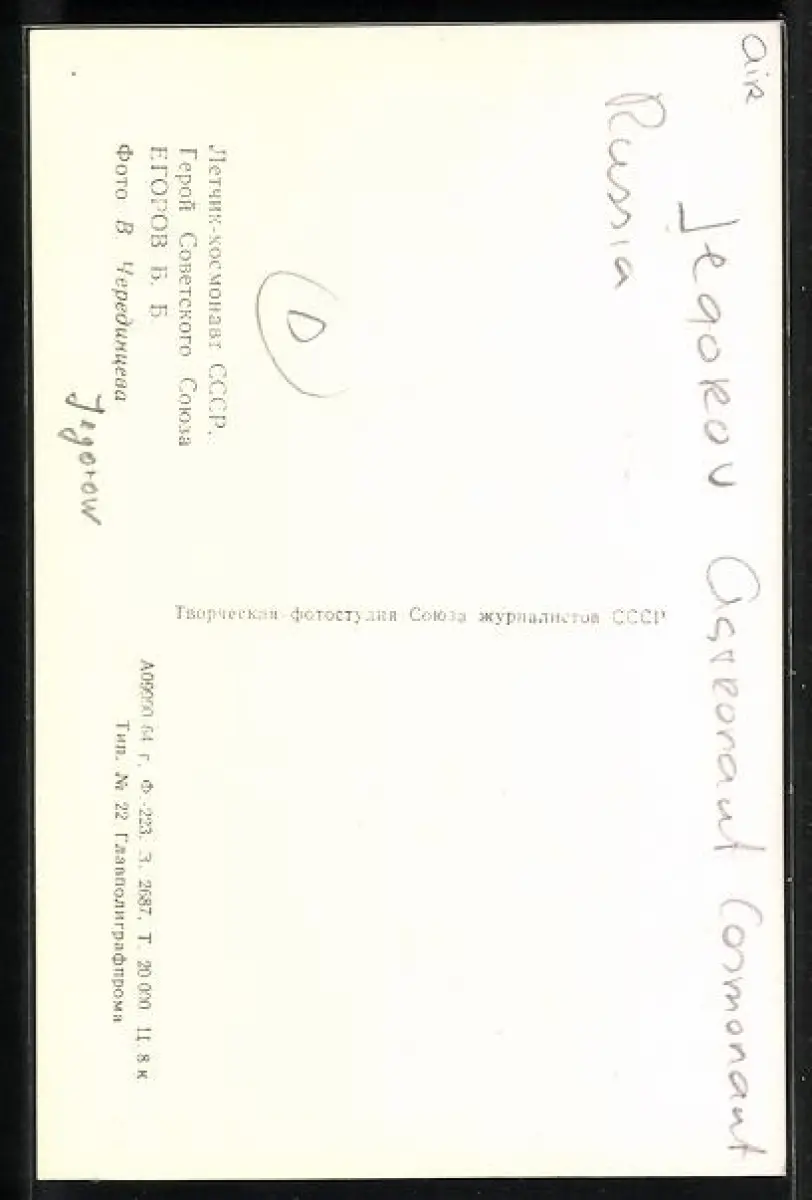 air
Jegorov Astronaut Cosmonaut
Russia
D
Летчик-космонавт СССР,
Герой Советского Союза
ЕГОРОВ Б. Б
Фото В. Черединцева
Jegorow
Творческая фотостудия Союза журналистов СССР
64 г. Ф.-223. З. 2687. Т. 20 000 Ц. 8 к
Тип. № 22 Главполиграфпрома